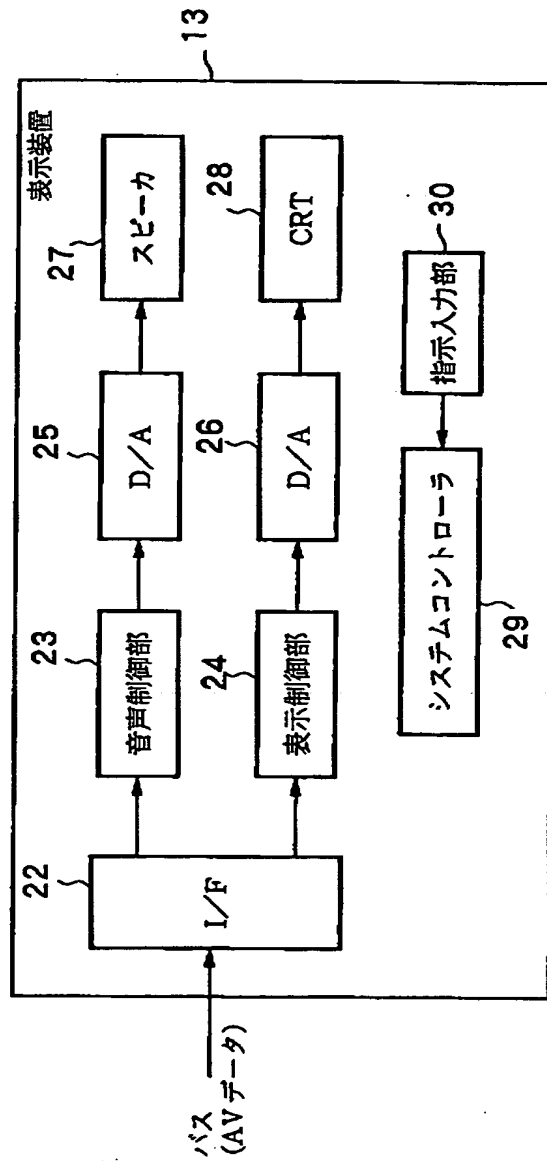 表示装置
13
バス
(AV データ)
22
I/F
23
音声制御部
25
D/A
27
スピーカ
24
表示制御部
26
D/A
28
CRT
29
システムコントローラ
30
指示入力部